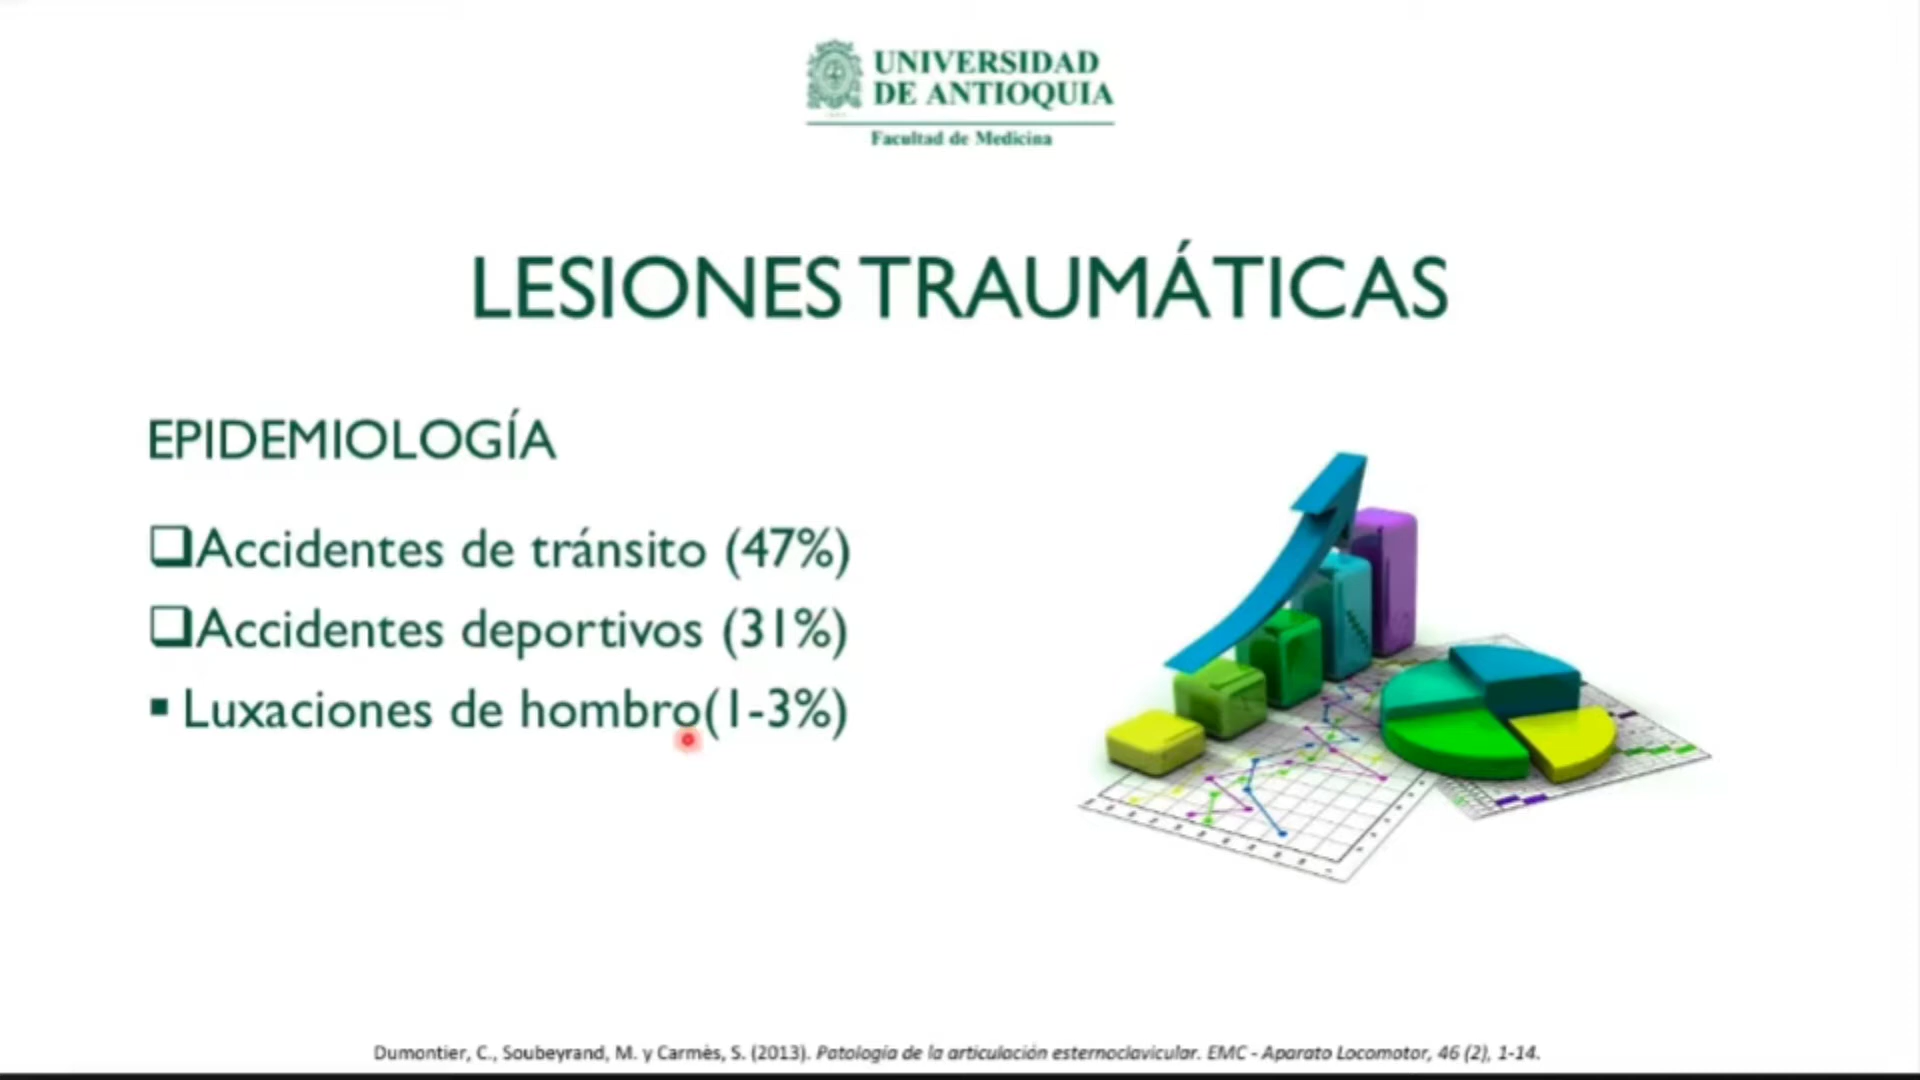 UNIVERSIDAD
DE ANTIOQUIA
Facultad de Medicina
LESIONES TRAUMÁTICAS
EPIDEMIOLOGÍA
Accidentes de tránsito (47%)
Accidentes deportivos (31%)
Luxaciones de hombro(1-3%)
Dumontier, C., Soubeyrand, M. y Carmès, S. (2013). Patología de la articulación esternoclavicular. EMC - Aparato Locomotor, 46 (2), 1-14.